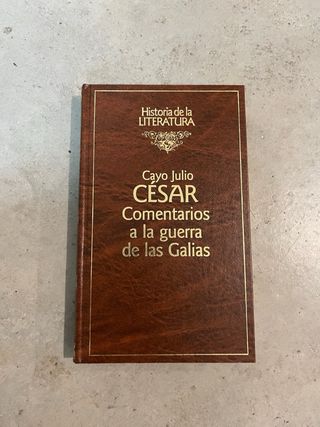 Historia de la
LITERATURA
Cayo Julio
CÉSAR
Comentarios
a la guerra
de las Galias